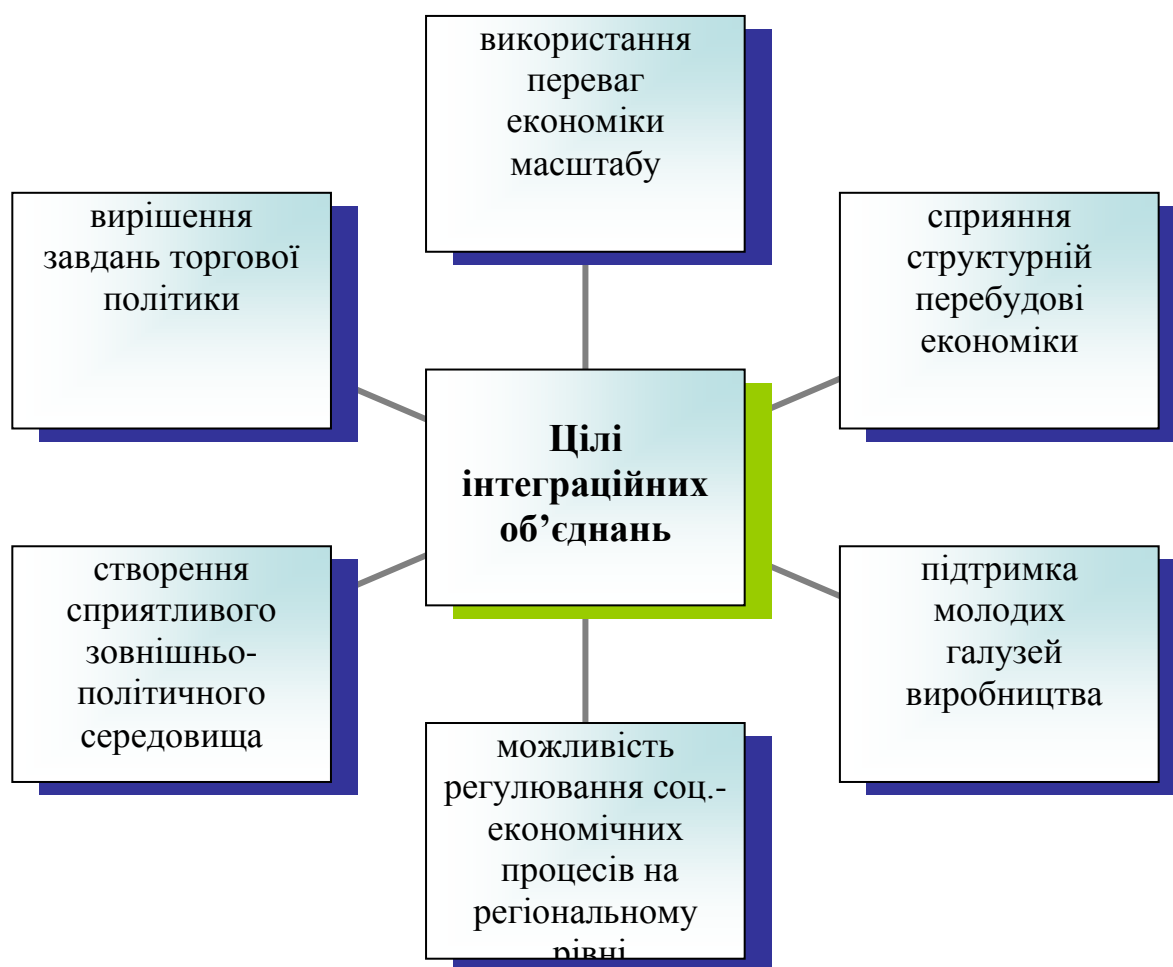 використання
переваг
економіки
масштабу
вирішення
завдань торгової
політики
сприяння
структурній
перебудові
економіки
Цілі
інтеграційних
об’єднань
створення
сприятливого
зовнішньо-
політичного
середовища
підтримка
молодих
галузей
виробництва
можливість
регулювання соц.-
економічних
процесів на
регіональному
рівні